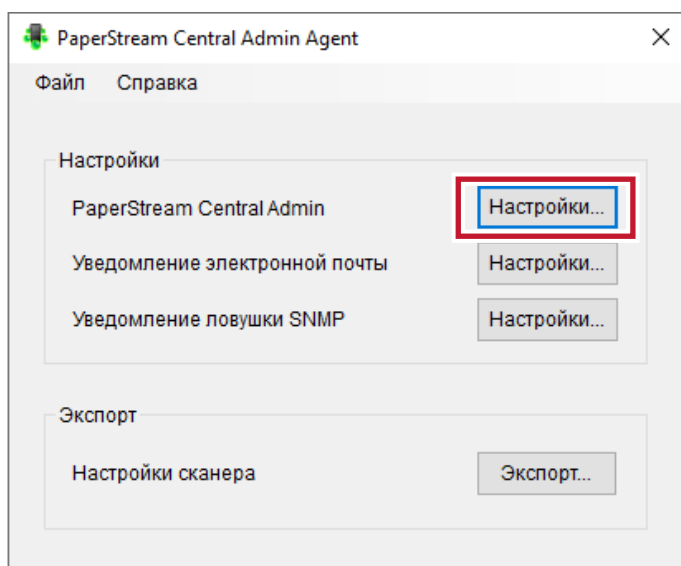 PaperStream Central Admin Agent
Файл Справка
Настройки
PaperStream Central Admin Настройки...
Уведомление электронной почты Настройки...
Уведомление ловушки SNMP Настройки...
Экспорт
Настройки сканера Экспорт...